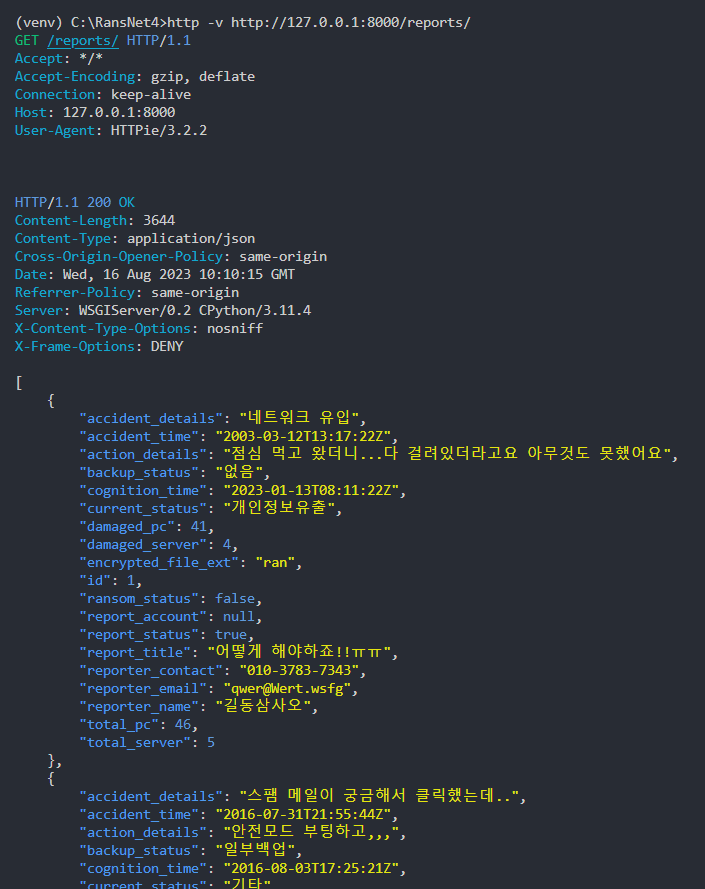 (venv) C:\RansNet4>http -v http://127.0.0.1:8000/reports/
GET /reports/ HTTP/1.1
Accept: */*
Accept-Encoding: gzip, deflate
Connection: keep-alive
Host: 127.0.0.1:8000
User-Agent: HTTPie/3.2.2
HTTP/1.1 200 OK
Content-Length: 3644
Content-Type: application/json
Cross-Origin-Opener-Policy: same-origin
Date: Wed, 16 Aug 2023 10:10:15 GMT
Referrer-Policy: same-origin
Server: WSGIServer/0.2 CPython/3.11.4
X-Content-Type-Options: nosniff
X-Frame-Options: DENY
[
    {
        "accident_details": "네트워크 유입",
        "accident_time": "2003-03-12T13:17:22Z",
        "action_details": "점심 먹고 왔더니...다 걸려있더라고요 아무것도 못했어요",
        "backup_status": "없음",
        "cognition_time": "2023-01-13T08:11:22Z",
        "current_status": "개인정보유출",
        "damaged_pc": 41,
        "damaged_server": 4,
        "encrypted_file_ext": "ran",
        "id": 1,
        "ransom_status": false,
        "report_account": null,
        "report_status": true,
        "report_title": "어떻게 해야하죠!!ㅠㅠ",
        "reporter_contact": "010-3783-7343",
        "reporter_email": "qwer@Wert.wsfg",
        "reporter_name": "길동삼사오",
        "total_pc": 46,
        "total_server": 5
    },
    {
        "accident_details": "스팸 메일이 궁금해서 클릭했는데..",
        "accident_time": "2016-07-31T21:55:44Z",
        "action_details": "안전모드 부팅하고,,,",
        "backup_status": "일부백업",
        "cognition_time": "2016-08-03T17:25:21Z",
        "current_status": "기타"